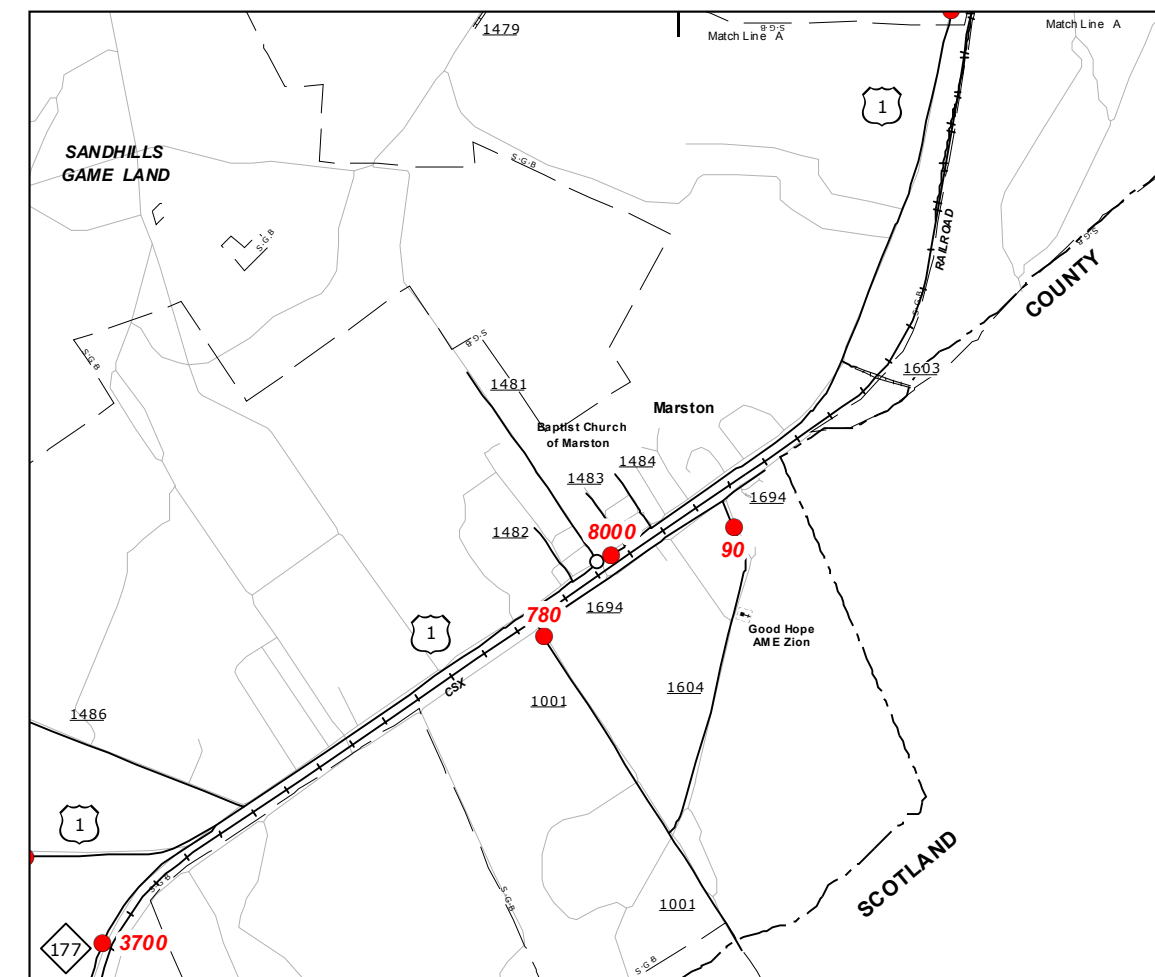 1479
Match Line A
S-G-B
Match Line A
1
SANDHILLS
GAME LAND
S-G-B
S-G-B
S-G-B
RAILROAD
COUNTY
S-G-B
S-G-B
S-G-B
1603
1481
Marston
Baptist Church
of Marston
1484
1483
1694
1482
8000
90
780
1694
1
Good Hope
AME Zion
CSX
1604
1001
1486
1
SCOTLAND
S-G-B
S-G-B
1001
177
3700
S-G-B